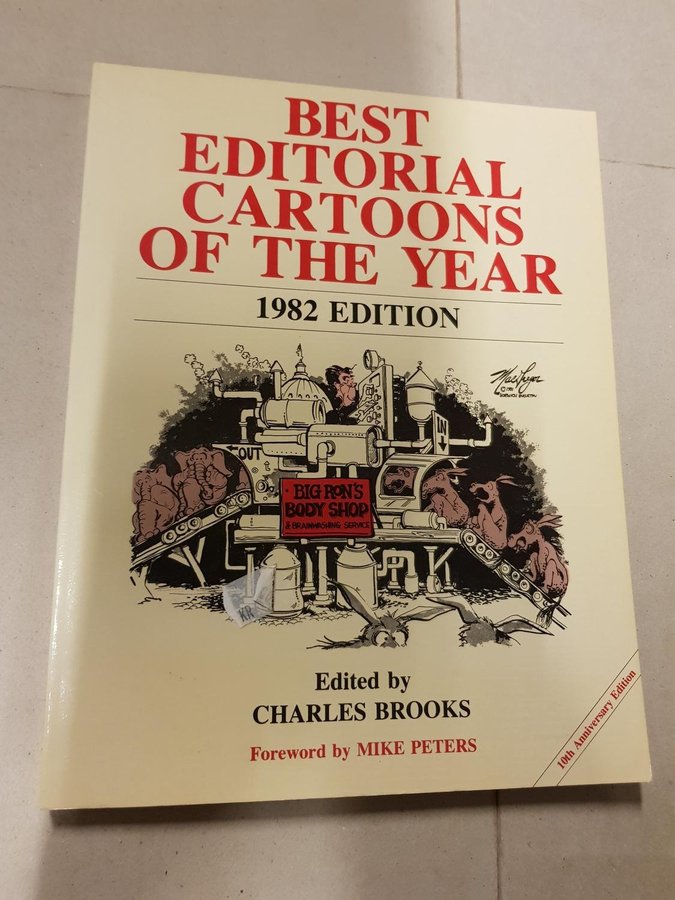 BEST
EDITORIAL
CARTOONS
OF THE YEAR
1982 EDITION
OUT
IN
BIG RON'S
BODY SHOP
& BRAINWASHING SERVICE
KR
Edited by
CHARLES BROOKS
Foreword by MIKE PETERS
10th Anniversary Edition